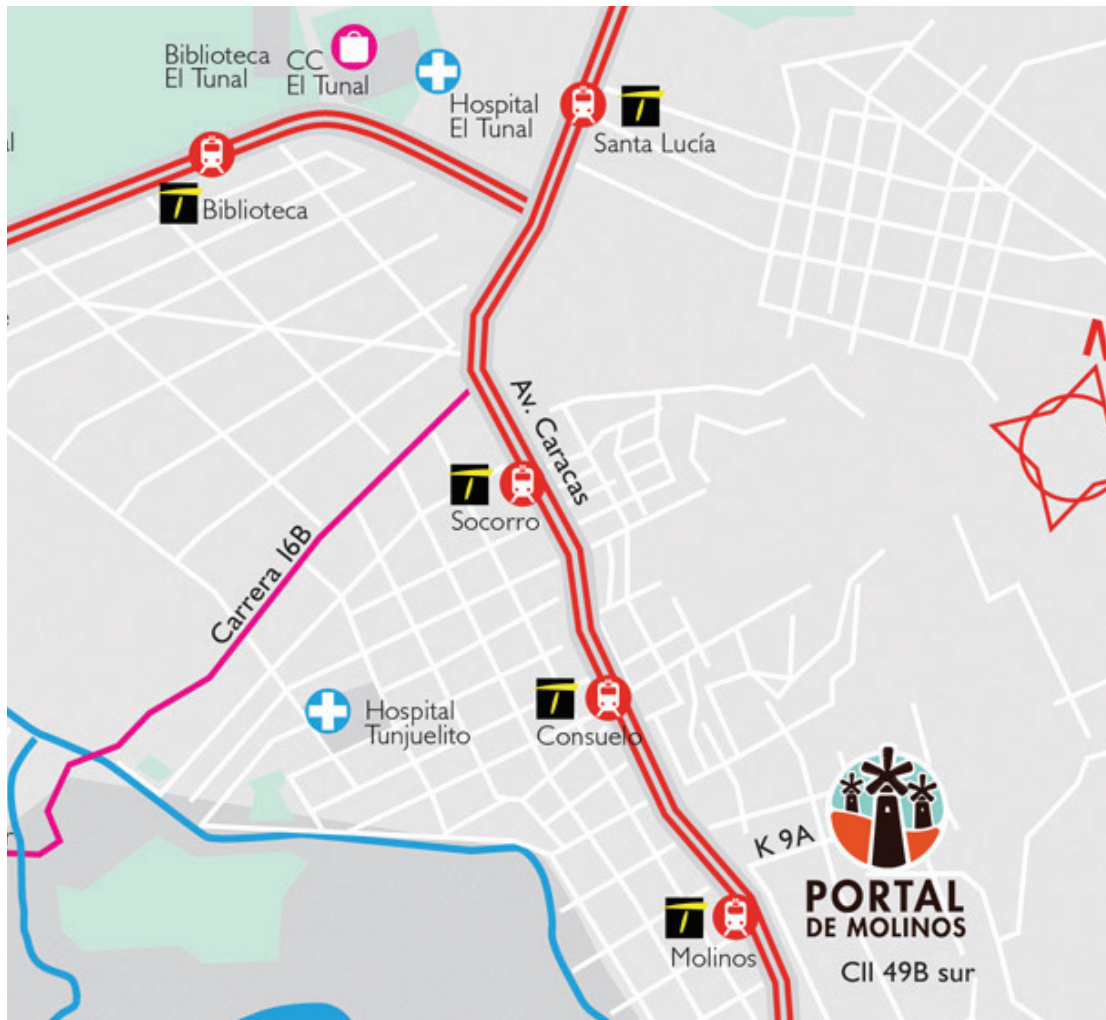 Biblioteca
El Tunal
CC
El Tunal
Hospital
El Tunal
Santa Lucía
Biblioteca
Av. Caracas
Socorro
Carrera 16B
Hospital
Tunjuelito
Consuelo
K 9A
PORTAL
DE MOLINOS
Cll 49B sur
Molinos